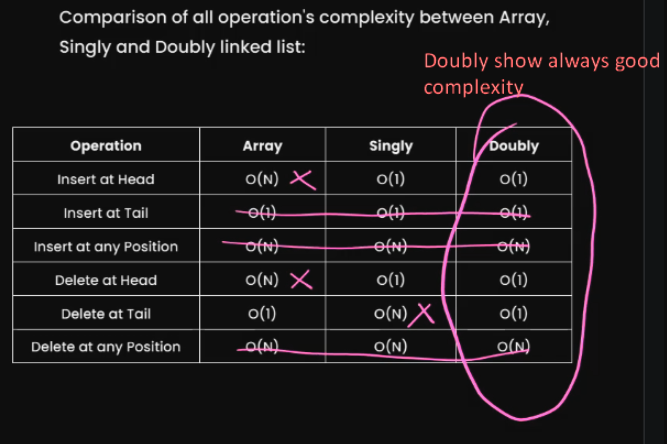 Comparison of all operation's complexity between Array,
Singly and Doubly linked list:
Doubly show always good
complexity
Operation Array Singly Doubly
Insert at Head O(N) O(1) O(1)
Insert at Tail O(1) O(1) O(1)
Insert at any Position O(N) O(N) O(N)
Delete at Head O(N) O(1) O(1)
Delete at Tail O(1) O(N) O(1)
Delete at any Position O(N) O(N) O(N)